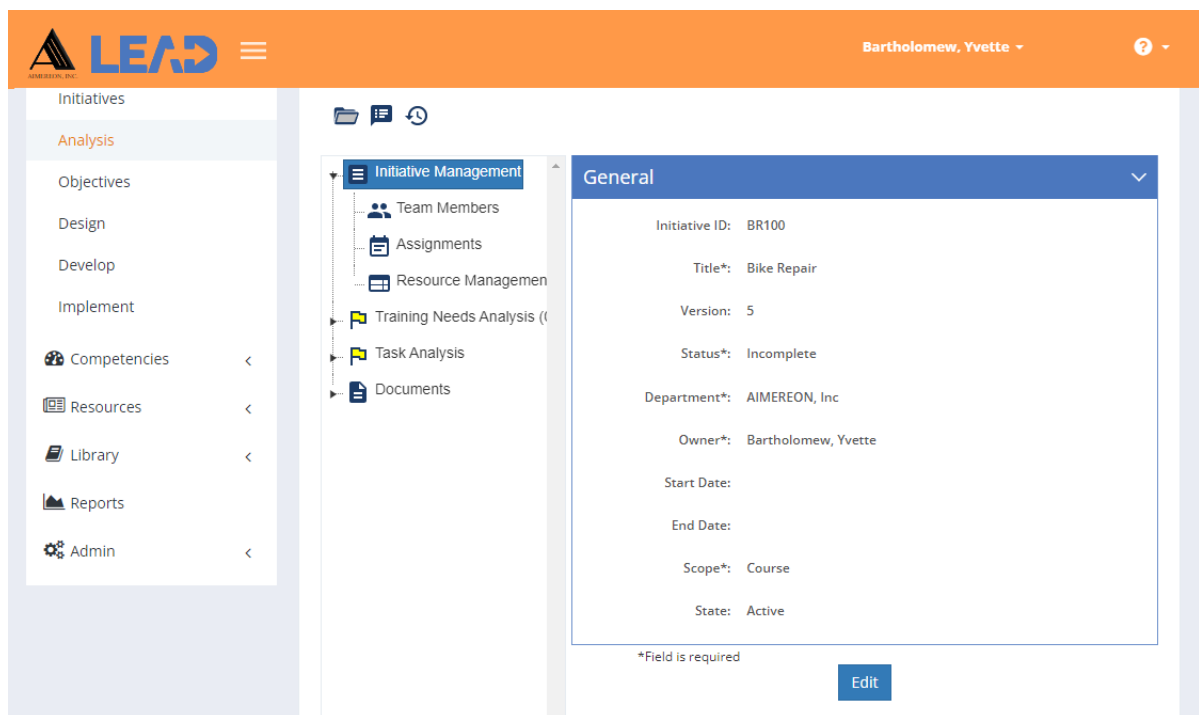 AIMEREON, INC.
LEAD
Bartholomew, Yvette
?
Initiatives
Analysis
Objectives
Design
Develop
Implement
Competencies
Resources
Library
Reports
Admin
Initiative Management
Team Members
Assignments
Resource Managemen
Training Needs Analysis (
Task Analysis
Documents
General
Initiative ID: BR100
Title*: Bike Repair
Version: 5
Status*: Incomplete
Department*: AIMEREON, Inc
Owner*: Bartholomew, Yvette
Start Date:
End Date:
Scope*: Course
State: Active
*Field is required
Edit